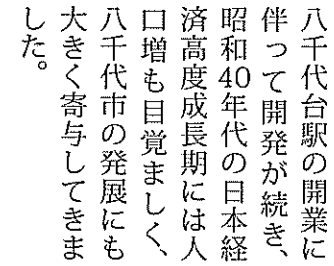 八千代台駅の開業に
伴って開発が続き、
昭和40年代の日本経
済高度成長期には人
口増も目覚ましく、
八千代市の発展にも
大きく寄与してきま
した。